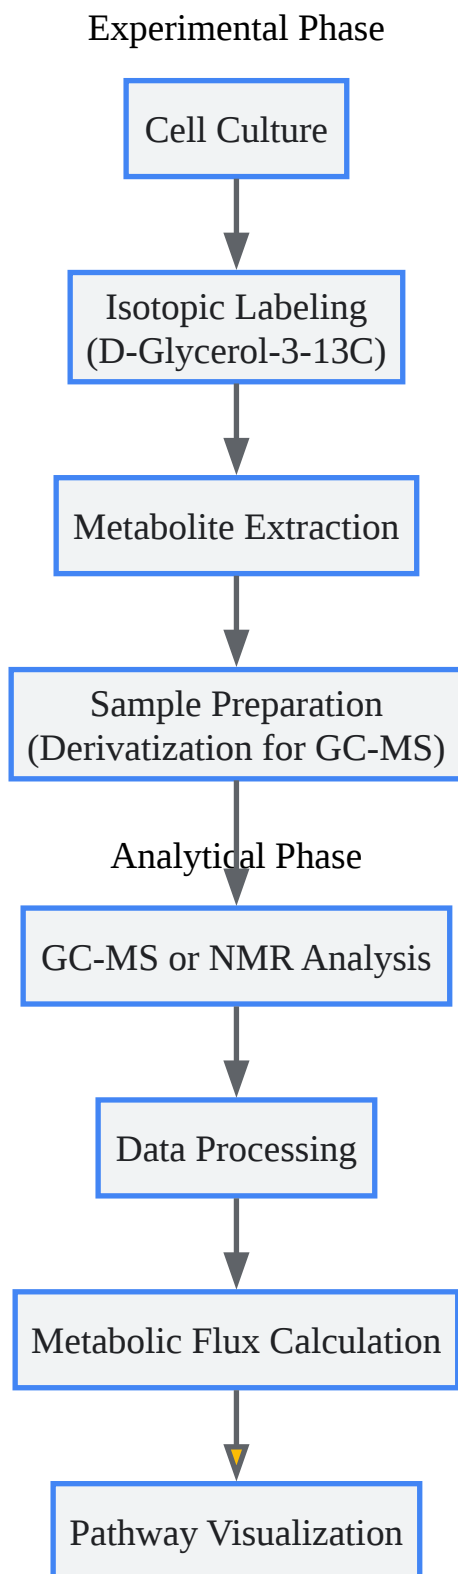 Experimental Phase
Cell Culture
Isotopic Labeling
(D-Glycerol-3-13C)
Metabolite Extraction
Sample Preparation
(Derivatization for GC-MS)
Analytical Phase
GC-MS or NMR Analysis
Data Processing
Metabolic Flux Calculation
Pathway Visualization